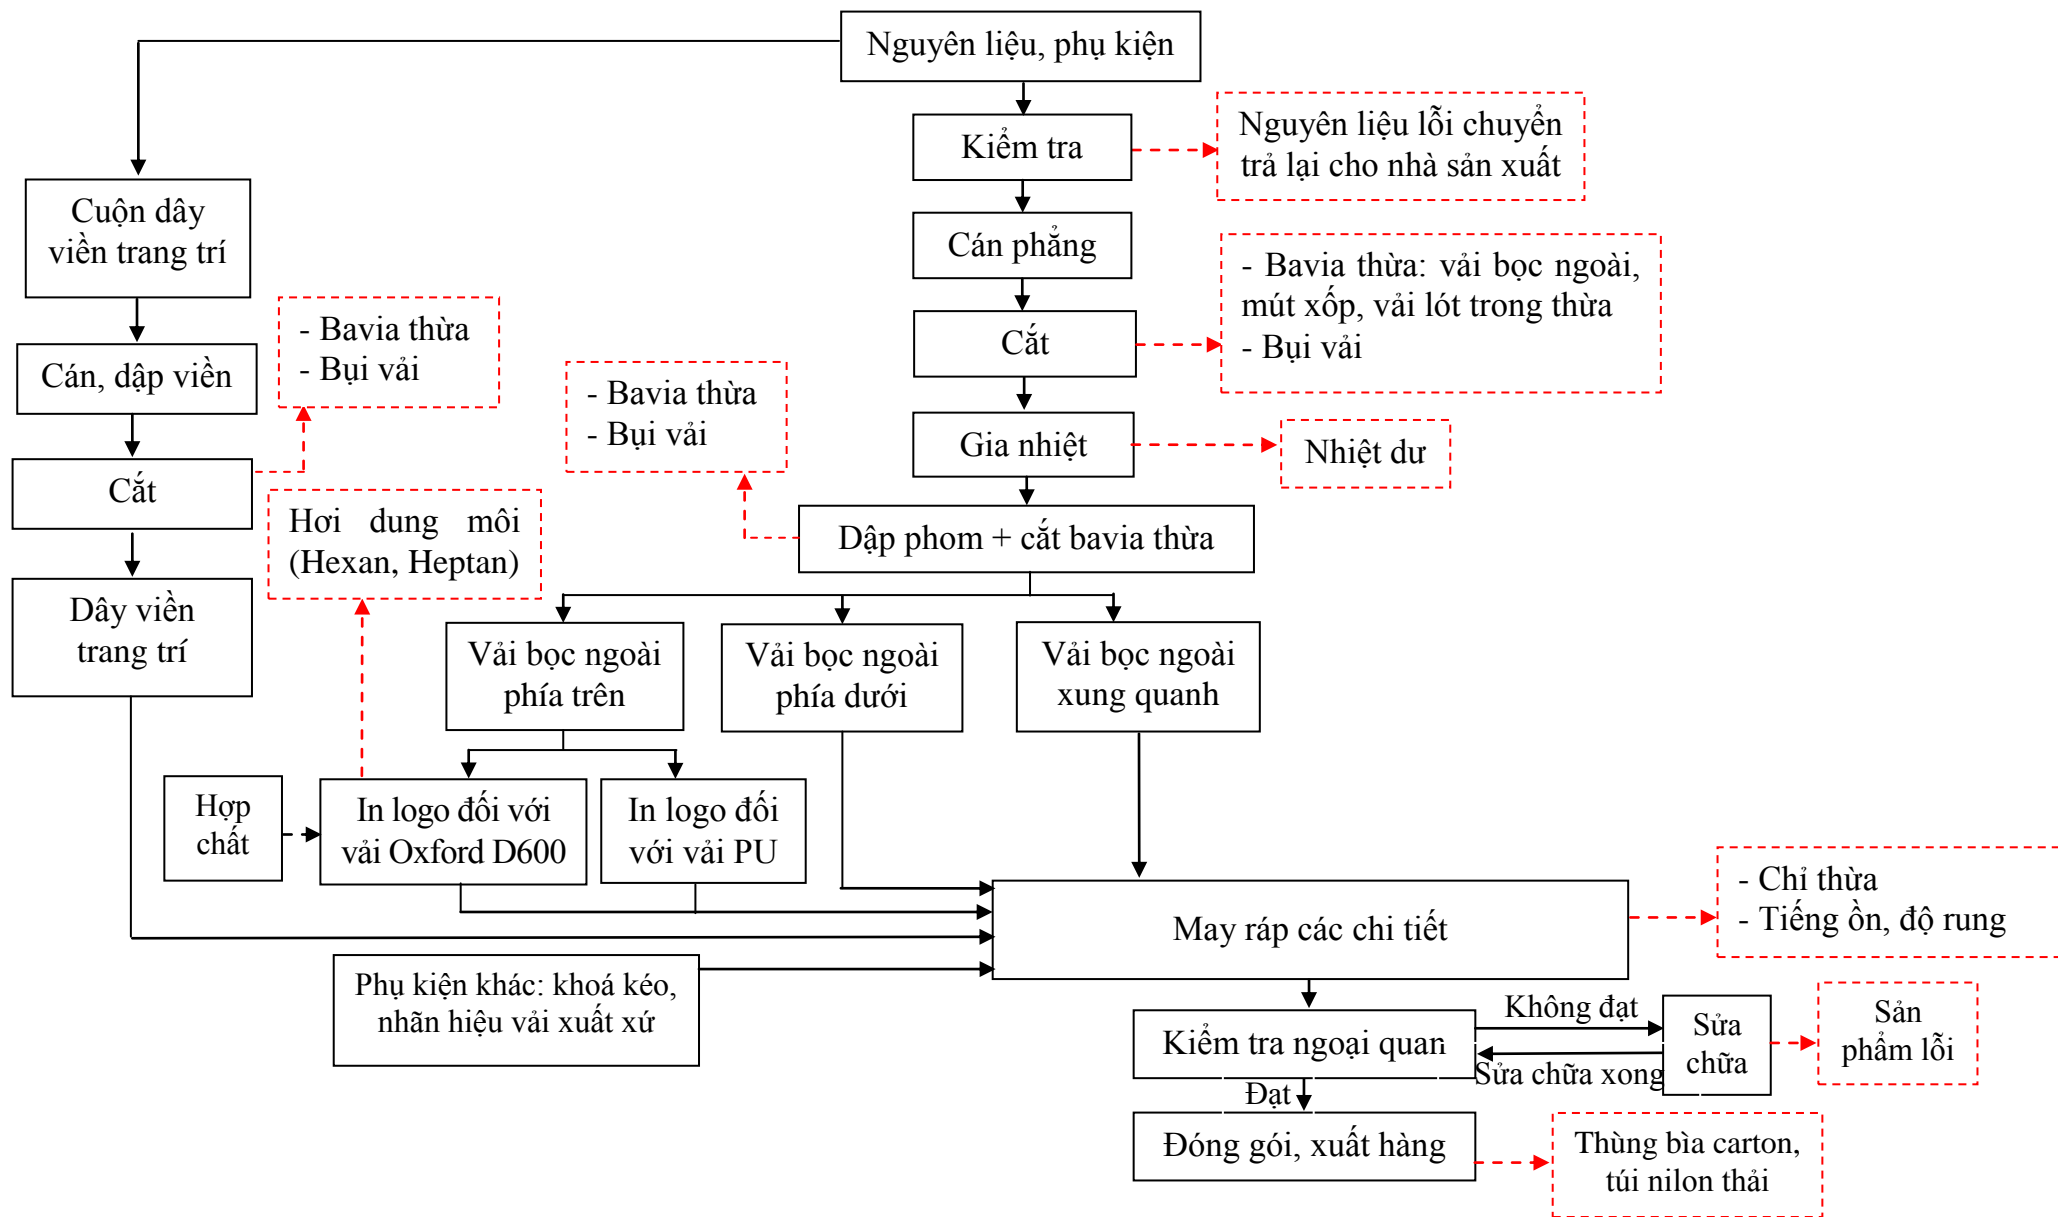 Nguyên liệu, phụ kiện
Kiểm tra
Nguyên liệu lỗi chuyển
trả lại cho nhà sản xuất
Cuộn dây
viền trang trí
Cán phẳng
- Bavia thừa: vải bọc ngoài,
mút xốp, vải lót trong thừa
- Bụi vải
Cán, dập viền
- Bavia thừa
- Bụi vải
Cắt
- Bavia thừa
- Bụi vải
Gia nhiệt
Nhiệt dư
Cắt
Hơi dung môi
(Hexan, Heptan)
Dập phom + cắt bavia thừa
Dây viền
trang trí
Vải bọc ngoài
phía trên
Vải bọc ngoài
phía dưới
Vải bọc ngoài
xung quanh
Hợp
chất
In logo đối với
vải Oxford D600
In logo đối
với vải PU
May ráp các chi tiết
- Chỉ thừa
- Tiếng ồn, độ rung
Phụ kiện khác: khoá kéo,
nhãn hiệu vải xuất xứ
Kiểm tra ngoại quan
Không đạt
Sửa chữa xong
Sửa
chữa
Sản
phẩm lỗi
Đạt
Đóng gói, xuất hàng
Thùng bìa carton,
túi nilon thải